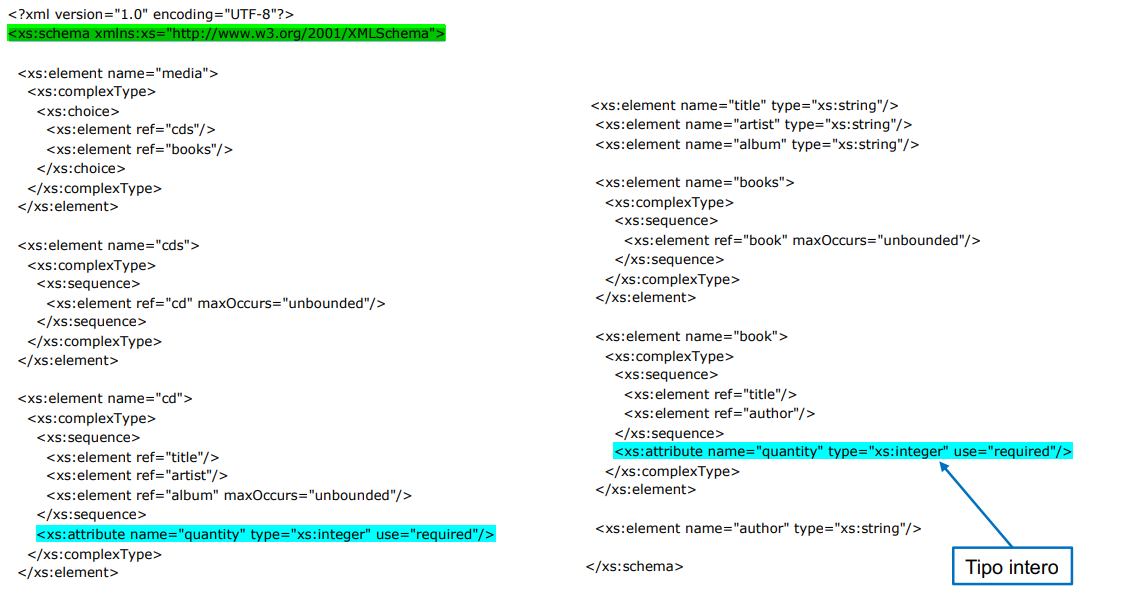 <?xml version="1.0" encoding="UTF-8"?>
<xs:schema xmlns:xs="http://www.w3.org/2001/XMLSchema">
<xs:element name="media">
<xs:complexType>
<xs:choice>
<xs:element ref="cds"/>
<xs:element ref="books"/>
</xs:choice>
</xs:complexType>
</xs:element>
<xs:element name="cds">
<xs:complexType>
<xs:sequence>
<xs:element ref="cd" maxOccurs="unbounded"/>
</xs:sequence>
</xs:complexType>
</xs:element>
<xs:element name="cd">
<xs:complexType>
<xs:sequence>
<xs:element ref="title"/>
<xs:element ref="artist"/>
<xs:element ref="album" maxOccurs="unbounded"/>
</xs:sequence>
<xs:attribute name="quantity" type="xs:integer" use="required"/>
</xs:complexType>
</xs:element>
<xs:element name="title" type="xs:string"/>
<xs:element name="artist" type="xs:string"/>
<xs:element name="album" type="xs:string"/>
<xs:element name="books">
<xs:complexType>
<xs:sequence>
<xs:element ref="book" maxOccurs="unbounded"/>
</xs:sequence>
</xs:complexType>
</xs:element>
<xs:element name="book">
<xs:complexType>
<xs:sequence>
<xs:element ref="title"/>
<xs:element ref="author"/>
</xs:sequence>
<xs:attribute name="quantity" type="xs:integer" use="required"/>
</xs:complexType>
</xs:element>
<xs:element name="author" type="xs:string"/>
</xs:schema>
Tipo intero